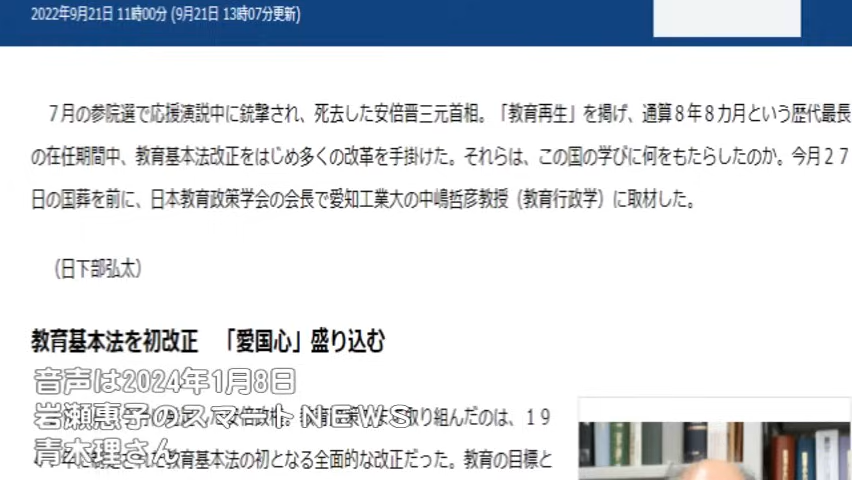 2022年9月21日 11時00分 (9月21日 13時07分更新)
7月の参院選で応援演説中に銃撃され、死去した安倍晋三元首相。「教育再生」を掲げ、通算8年8カ月という歴代最長
の在任期間中、教育基本法改正をはじめ多くの改革を手掛けた。それらは、この国の学びに何をもたらしたのか。今月27
日の国葬を前に、日本教育政策学会の会長で愛知工業大の中嶋哲彦教授（教育行政学）に取材した。
（日下部弘太）
教育基本法を初改正 「愛国心」盛り込む
音声は2024年1月8日
岩瀬惠子のスマートNEWS
青木理さん
取り組んだのは、19
教育基本法の初となる全面的な改正だった。教育の目標と